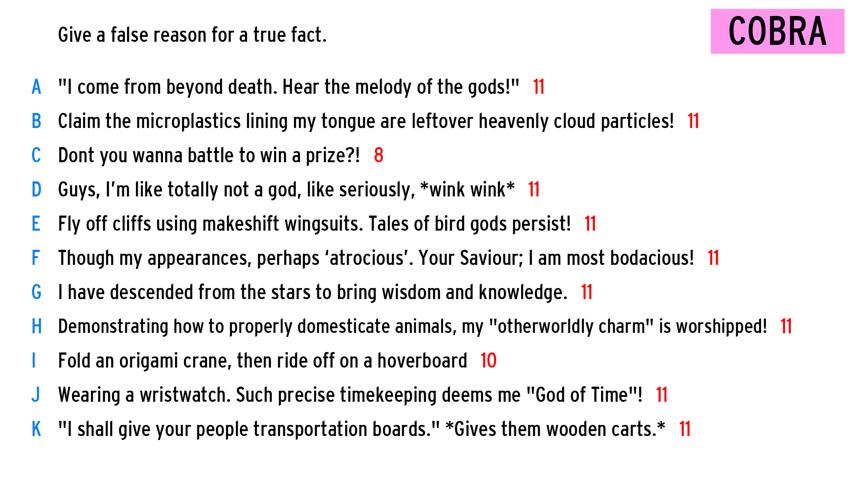 Give a false reason for a true fact.
COBRA
A "I come from beyond death. Hear the melody of the gods!" 11
B Claim the microplastics lining my tongue are leftover heavenly cloud particles! 11
C Dont you wanna battle to win a prize?! 8
D Guys, I'm like totally not a god, like seriously, *wink wink* 11
E Fly off cliffs using makeshift wingsuits. Tales of bird gods persist! 11
F Though my appearances, perhaps ‘atrocious’. Your Saviour; I am most bodacious! 11
G I have descended from the stars to bring wisdom and knowledge. 11
H Demonstrating how to properly domesticate animals, my "otherworldly charm" is worshipped! 11
I Fold an origami crane, then ride off on a hoverboard 10
J Wearing a wristwatch. Such precise timekeeping deems me "God of Time"! 11
K "I shall give your people transportation boards." *Gives them wooden carts.* 11